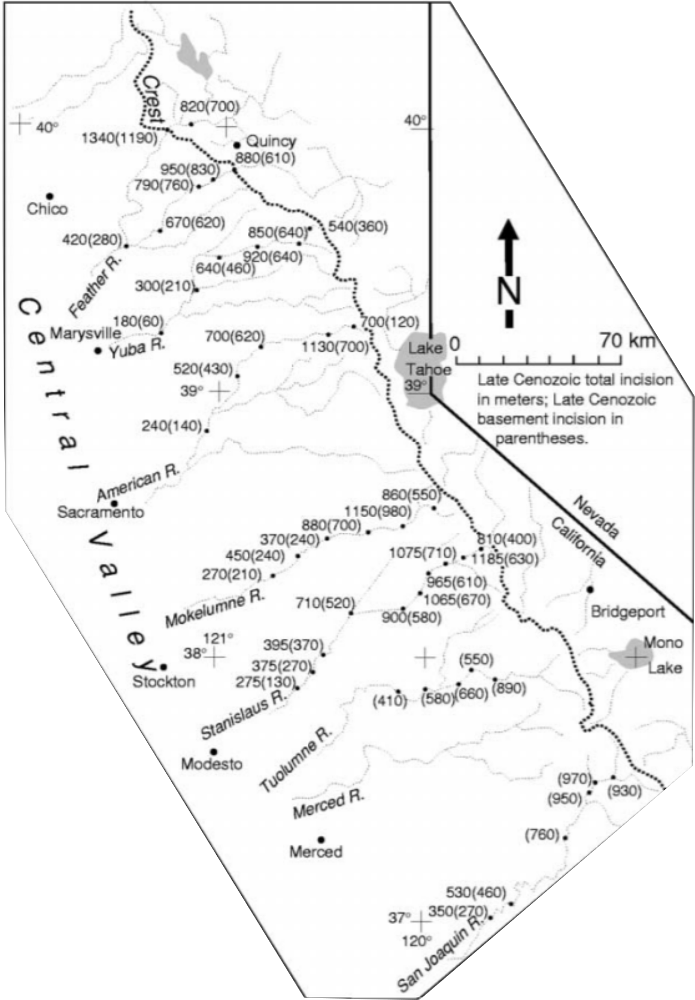 Crest
820(700)
40°
40°
1340(1190)
Quincy
880(610)
950(830)
790(760)
Chico
670(620)
540(360)
850(640)
420(280)
920(640)
640(460)
Feather R.
300(210)
N
180(60)
700(120)
Marysville
700(620)
1130(700)
Yuba R.
Lake
Tahoe
0
70 km
520(430)
39°
39°
Late Cenozoic total incision
in meters; Late Cenozoic
basement incision in
parentheses.
240(140)
Central Valley
American R.
Sacramento
860(550)
1150(980)
880(700)
370(240)
450(240)
270(210)
Nevada
California
810(400)
1075(710)
1185(630)
965(610)
1065(670)
Mokelumne R.
710(520)
900(580)
Bridgeport
121°
38°
395(370)
Mono
Lake
375(270)
Stockton
275(130)
(550)
(410)
(580)
(660)
(890)
Stanislaus R.
Modesto
Tuolumne R.
(970)
(950)
(930)
Merced R.
(760)
Merced
530(460)
350(270)
37°
120°
San Joaquin R.